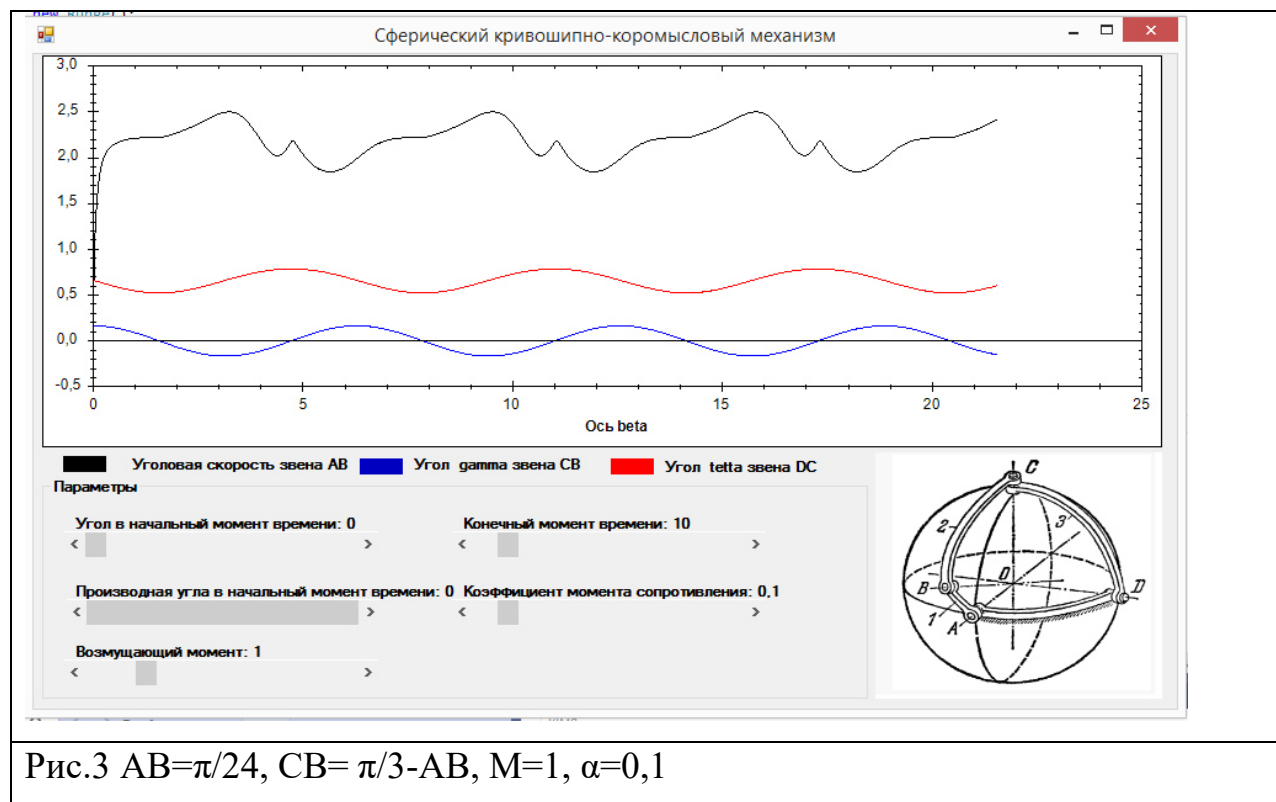 new Runge();
Сферический кривошипно-коромысловый механизм
3,0
2,5
2,0
1,5
1,0
0,5
0,0
-0,5
0 5 10 15 20 25
Ось beta
Угловая скорость звена AB Угол gamma звена CB Угол tetta звена DC
Параметры
Угол в начальный момент времени: 0 Конечный момент времени: 10
Производная угла в начальный момент времени: 0 Коэффициент момента сопротивления: 0,1
Возмущающий момент: 1
C
2
3
O
B
D
1
A
Рис.3 AB=π/24, CB= π/3-AB, M=1, α=0,1